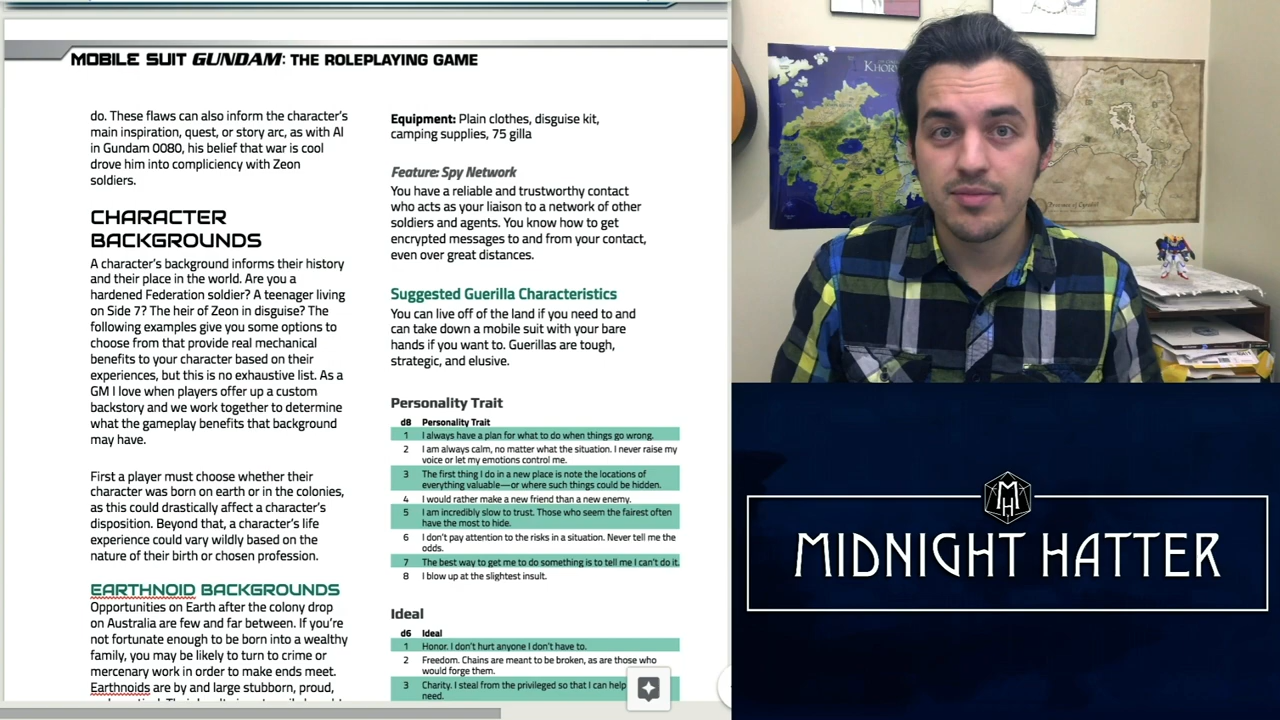 MOBILE SUIT GUNDAM: THE ROLEPLAYING GAME
do. These flaws can also inform the character's
main inspiration, quest, or story arc, as with Al
in Gundam 0080, his belief that war is cool
drove him into compliciency with Zeon
soldiers.
CHARACTER
BACKGROUNDS
A character's background informs their history
and their place in the world. Are you a
hardened Federation soldier? A teenager living
on Side 7? The heir of Zeon in disguise? The
following examples give you some options to
choose from that provide real mechanical
benefits to your character based on their
experiences, but this is no exhaustive list. As a
GM I love when players offer up a custom
backstory and we work together to determine
what the gameplay benefits that background
may have.
First a player must choose whether their
character was born on earth or in the colonies,
as this could drastically affect a character's
disposition. Beyond that, a character's life
experience could vary wildly based on the
nature of their birth or chosen profession.
EARTHNOID BACKGROUNDS
Opportunities on Earth after the colony drop
on Australia are few and far between. If you're
not fortunate enough to be born into a wealthy
family, you may be likely to turn to crime or
mercenary work in order to make ends meet.
Earthnoids are by and large stubborn, proud,
Equipment: Plain clothes, disguise kit,
camping supplies, 75 gilla
Feature: Spy Network
You have a reliable and trustworthy contact
who acts as your liaison to a network of other
soldiers and agents. You know how to get
encrypted messages to and from your contact,
even over great distances.
Suggested Guerilla Characteristics
You can live off of the land if you need to and
can take down a mobile suit with your bare
hands if you want to. Guerillas are tough,
strategic, and elusive.
Personality Trait
d8 Personality Trait
1 I always have a plan for what to do when things go wrong.
2 I am always calm, no matter what the situation. I never raise my
voice or let my emotions control me.
3 The first thing I do in a new place is note the locations of
everything valuable—or where such things could be hidden.
4 I would rather make a new friend than a new enemy.
5 I am incredibly slow to trust. Those who seem the fairest often
have the most to hide.
6 I don't pay attention to the risks in a situation. Never tell me the
odds.
7 The best way to get me to do something is to tell me I can't do it.
8 I blow up at the slightest insult.
Ideal
d6 Ideal
1 Honor. I don't hurt anyone I don't have to.
2 Freedom. Chains are meant to be broken, as are those who
would forge them.
3 Charity. I steal from the privileged so that I can help
need.
MH
MIDNIGHT HATTER